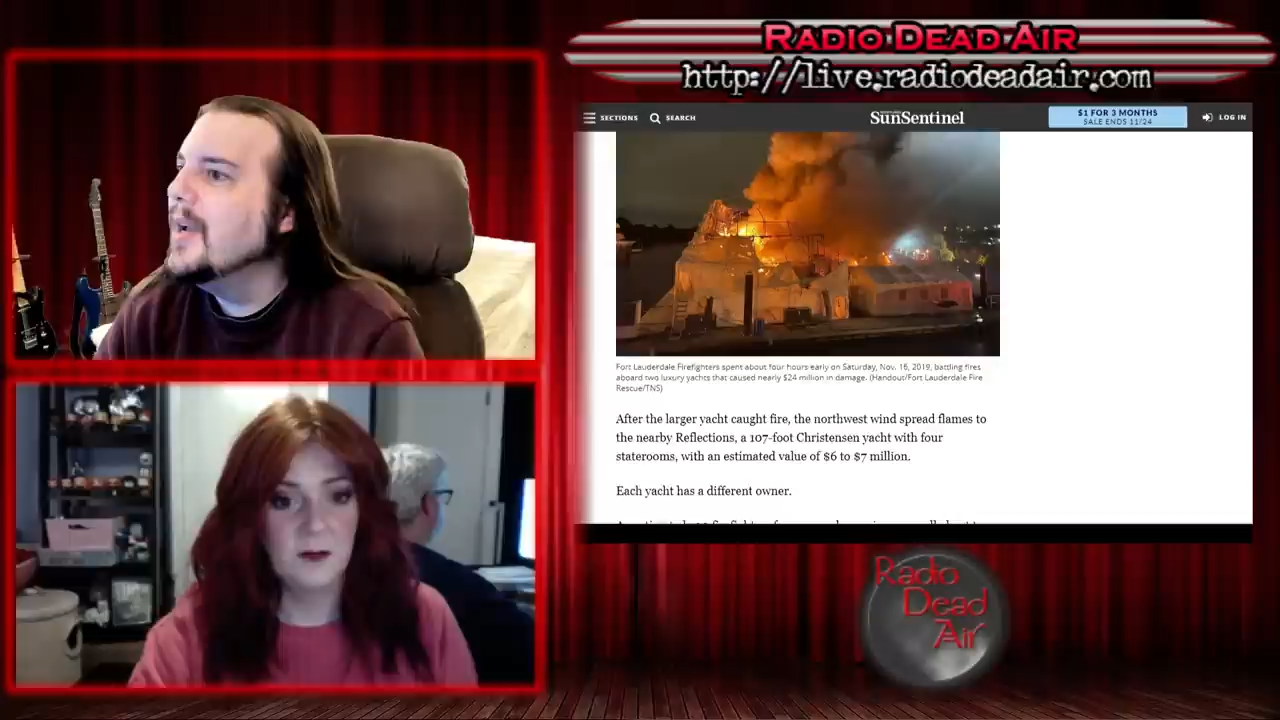 Radio Dead Air
http://live.radiodeadair.com
SECTIONS
SEARCH
SunSentinel
$1 FOR 3 MONTHS
SALE ENDS 11/24
LOG IN
Fort Lauderdale Firefighters spent about four hours early on Saturday, Nov. 16, 2019, battling fires
aboard two luxury yachts that caused nearly $24 million in damage. (Handout/Fort Lauderdale Fire
Rescue/TNS)
After the larger yacht caught fire, the northwest wind spread flames to
the nearby Reflections, a 107-foot Christensen yacht with four
staterooms, with an estimated value of $6 to $7 million.
Each yacht has a different owner.
Radio
Dead
Air